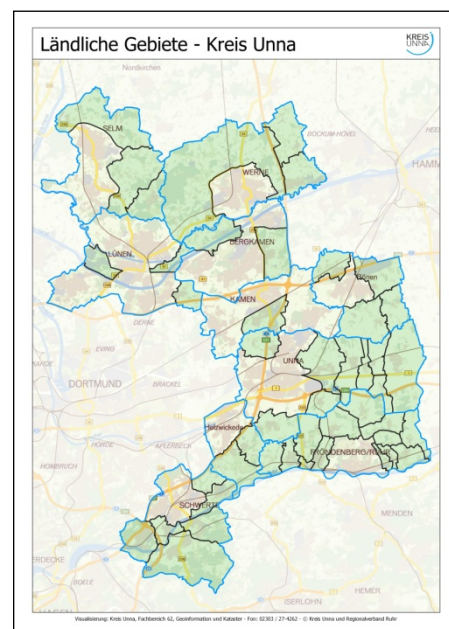 Ländliche Gebiete - Kreis Unna
KREIS
UNNA
Nordkirchen
SELM
BOCKUM-HÖVEL
HAMM
WERNE
LÜNEN
BERGKAMEN
Bönen
KAMEN
DERNE
EVING
UNNA
DORTMUND
BRACKEL
Holzwickede
HÖRDE
APLERBECK
HOMBRUCH
FRÖNDENBERG/RUHR
SCHWERTE
MENDEN
ERDECKE
BOELE
HEMER
ISERLOHN
HAGEN
Visualisierung: Kreis Unna, Fachbereich 62, Geoinformation und Kataster - Fon: 02303 / 27-4262 - © Kreis Unna und Regionalverband Ruhr